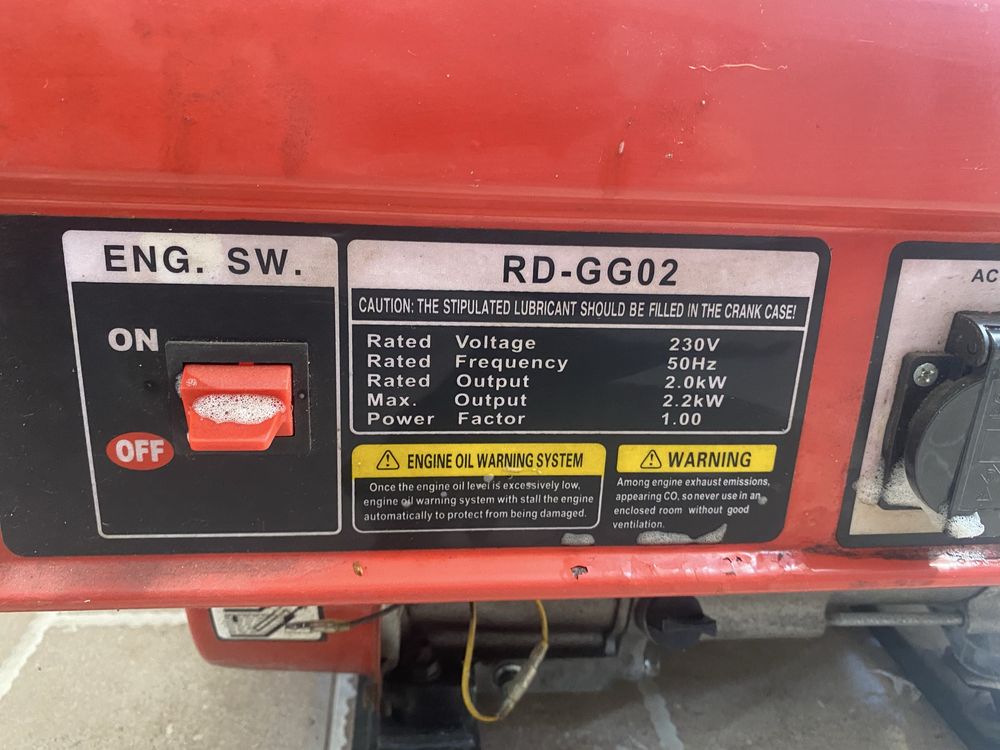 ENG. SW.
ON
OFF
RD-GG02
CAUTION: THE STIPULATED LUBRICANT SHOULD BE FILLED IN THE CRANK CASE!
Rated Voltage 230V
Rated Frequency 50Hz
Rated Output 2.0kW
Max. Output 2.2kW
Power Factor 1.00
ENGINE OIL WARNING SYSTEM
Once the engine oil level is excessively low,
engine oil warning system with stall the engine
automatically to protect from being damaged.
WARNING
Among engine exhaust emissions,
appearing CO, so never use in an
enclosed room without good
ventilation.
AC